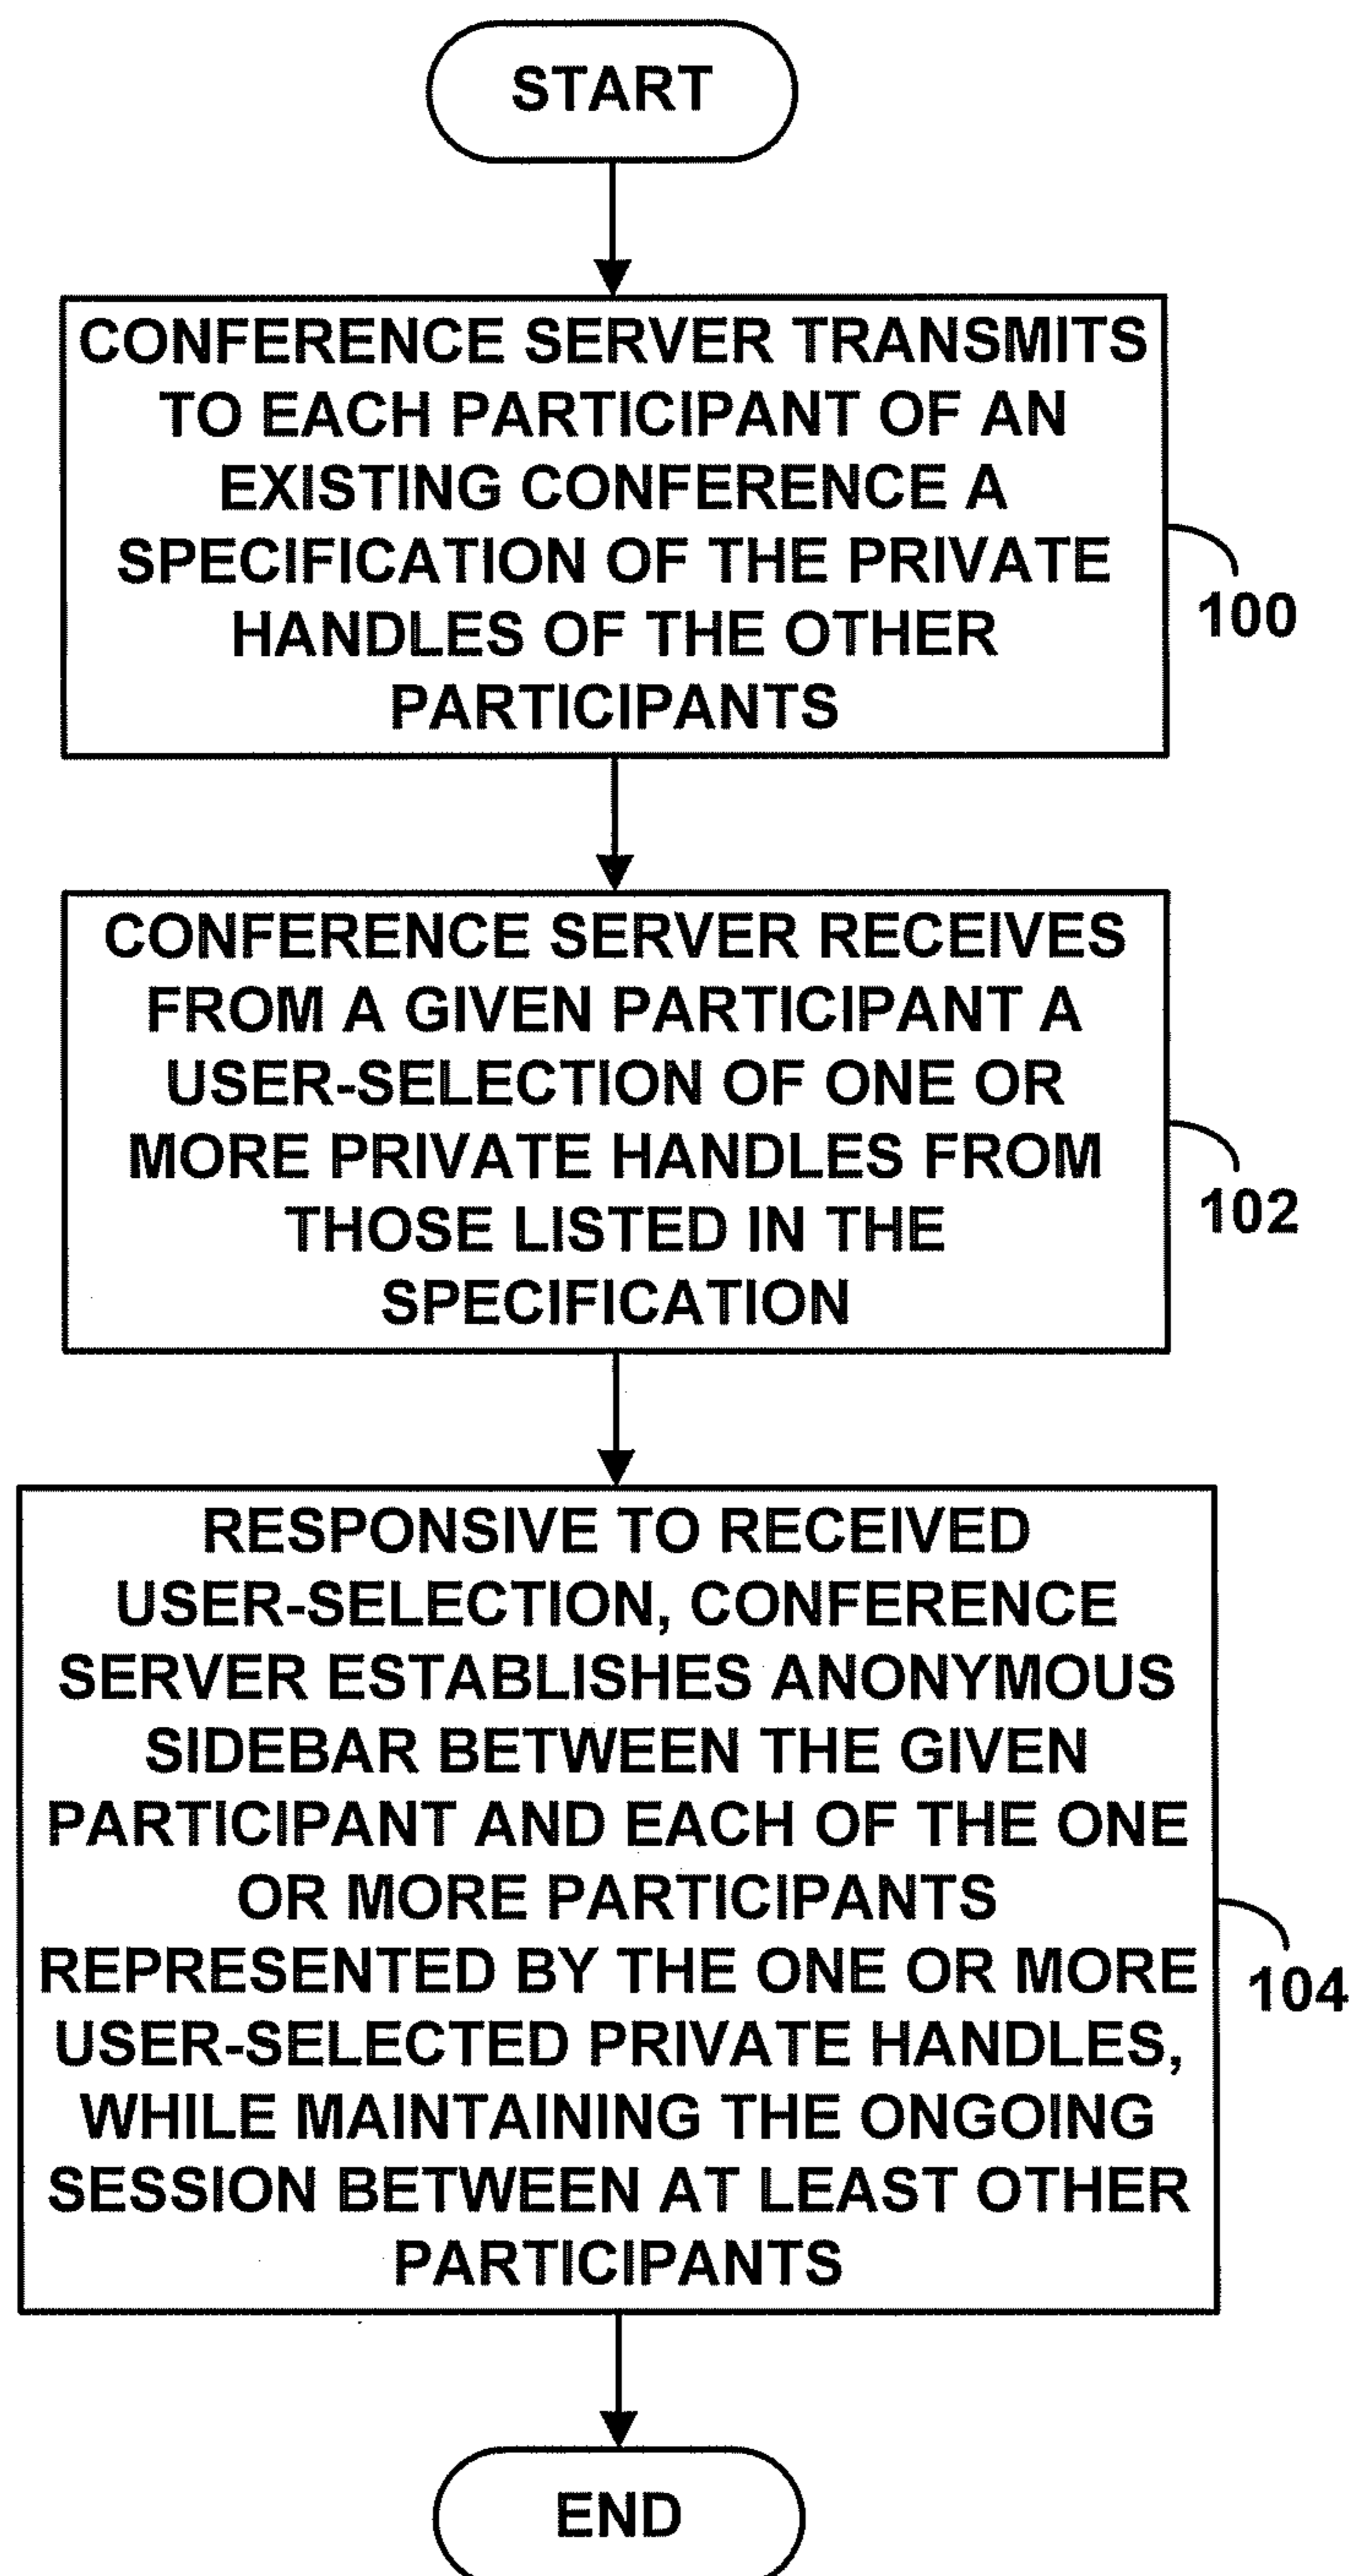 START
CONFERENCE SERVER TRANSMITS
TO EACH PARTICIPANT OF AN
EXISTING CONFERENCE A
SPECIFICATION OF THE PRIVATE
HANDLES OF THE OTHER
PARTICIPANTS
100
CONFERENCE SERVER RECEIVES
FROM A GIVEN PARTICIPANT A
USER-SELECTION OF ONE OR
MORE PRIVATE HANDLES FROM
THOSE LISTED IN THE
SPECIFICATION
102
RESPONSIVE TO RECEIVED
USER-SELECTION, CONFERENCE
SERVER ESTABLISHES ANONYMOUS
SIDEBAR BETWEEN THE GIVEN
PARTICIPANT AND EACH OF THE ONE
OR MORE PARTICIPANTS
REPRESENTED BY THE ONE OR MORE
USER-SELECTED PRIVATE HANDLES,
WHILE MAINTAINING THE ONGOING
SESSION BETWEEN AT LEAST OTHER
PARTICIPANTS
104
END